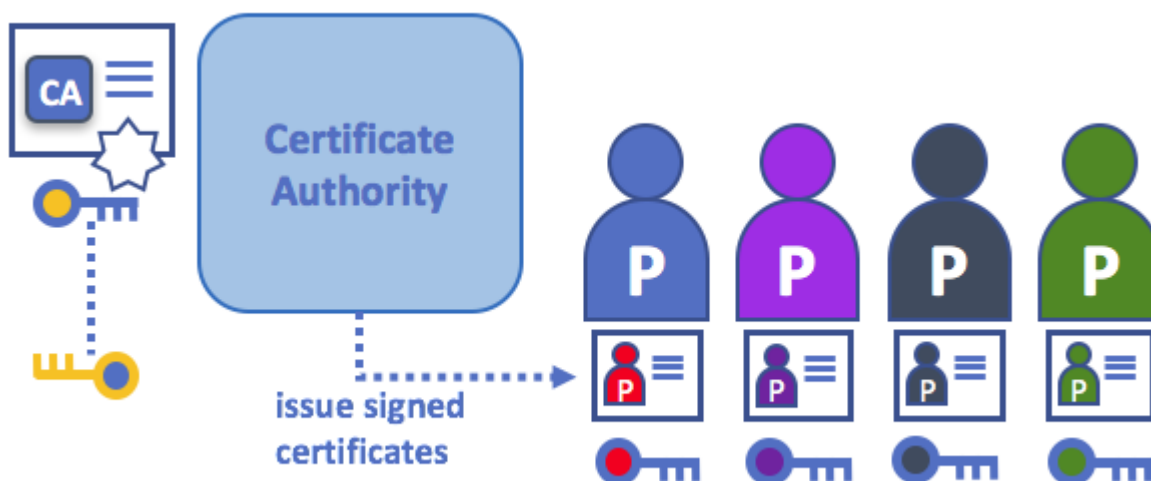 CA
Certificate
Authority
P P P P
P P P P
issue signed
certificates